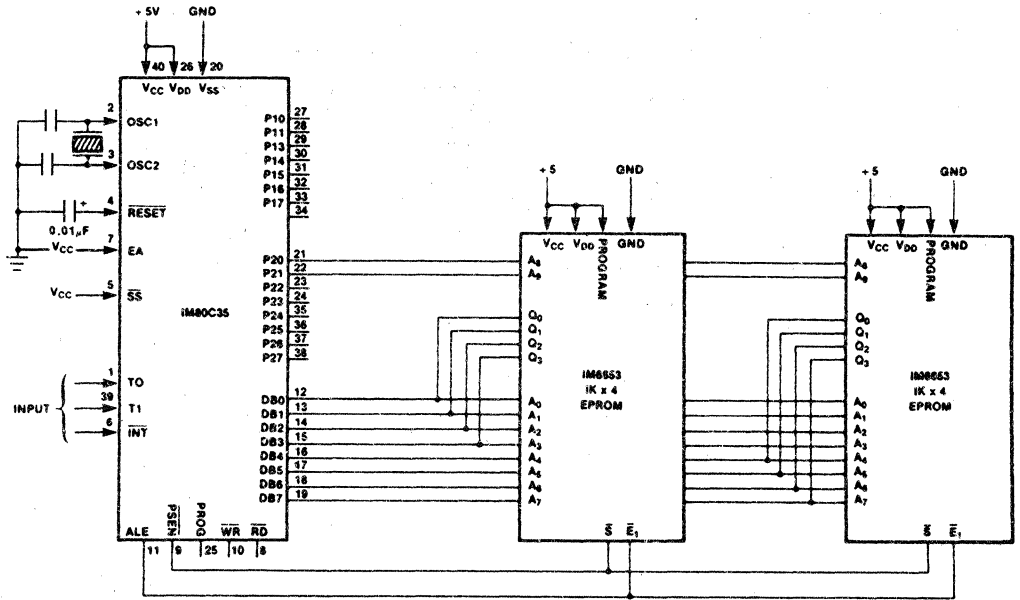 + 5V GND
40 26 20
VCC VDD VSS
2 OSC1
3 OSC2
4 RESET
0.01µF
+
VCC 7 EA
VCC 5 SS
iM80C35
INPUT
1 TO
39 T1
6 INT
P10 27
P11 28
P13 29
P14 30
P15 31
P16 32
P17 33
34
P20 21
P21 22
P22 23
P23 24
P24 35
P25 36
P26 37
P27 38
DB0 12
DB1 13
DB2 14
DB3 15
DB4 16
DB5 17
DB6 18
DB7 19
ALE PSEN PROG WR RD
11 9 25 10 8
+ 5 GND
VCC VDD PROGRAM GND
A8
A9
Q0
Q1
Q2
Q3
iM6653
iK x 4
EPROM
A0
A1
A2
A3
A4
A5
A6
A7
S E1
+ 5 GND
VCC VDD PROGRAM GND
A8
A9
Q0
Q1
Q2
Q3
iM6653
iK x 4
EPROM
A0
A1
A2
A3
A4
A5
A6
A7
S E1